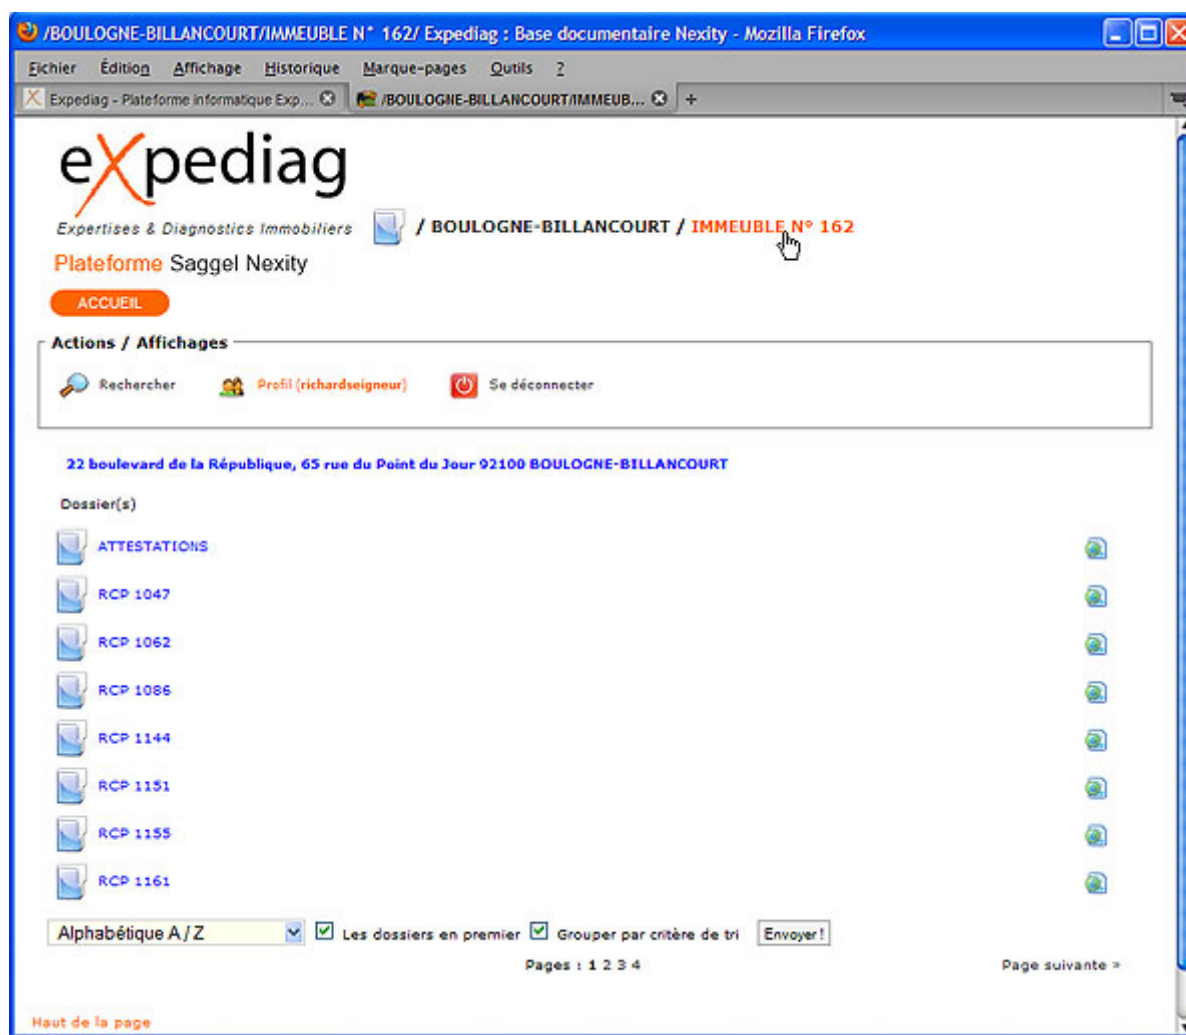 /BOULOGNE-BILLANCOURT/IMMEUBLE N° 162/ Expediag : Base documentaire Nexity - Mozilla Firefox
Fichier Édition Affichage Historique Marque-pages Outils ?
Expediag - Plateforme informatique Exp... /BOULOGNE-BILLANCOURT/IMMEUB... +
eXpediag
Expertises & Diagnostics Immobiliers / BOULOGNE-BILLANCOURT / IMMEUBLE N° 162
Plateforme Saggel Nexity
ACCUEIL
Actions / Affichages
Rechercher Profil (richardseigneur) Se déconnecter
22 boulevard de la République, 65 rue du Point du Jour 92100 BOULOGNE-BILLANCOURT
Dossier(s)
ATTESTATIONS
RCP 1047
RCP 1062
RCP 1086
RCP 1144
RCP 1151
RCP 1155
RCP 1161
Alphabétique A / Z Les dossiers en premier Grouper par critère de tri Envoyer !
Pages : 1 2 3 4 Page suivante »
Haut de la page